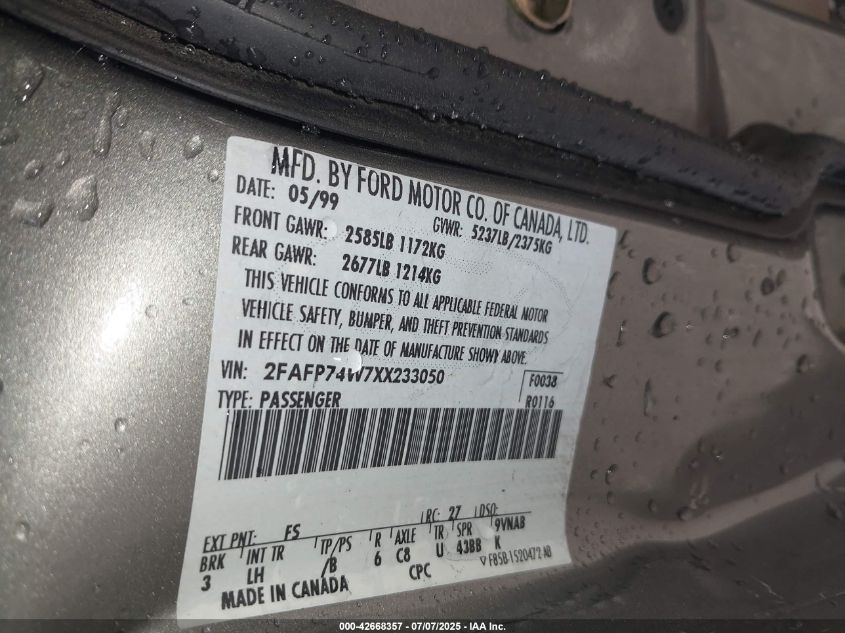 MFD. BY FORD MOTOR CO. OF CANADA, LTD.
DATE: 05/99
GVWR: 5237LB/2375KG
FRONT GAWR: 2585LB 1172KG
REAR GAWR: 2677LB 1214KG
THIS VEHICLE CONFORMS TO ALL APPLICABLE FEDERAL MOTOR
VEHICLE SAFETY, BUMPER, AND THEFT PREVENTION STANDARDS
IN EFFECT ON THE DATE OF MANUFACTURE SHOWN ABOVE.
VIN: 2FAFP74W7XX233050
F0038
TYPE: PASSENGER
R0116
EXT PNT: FS RC: 27 DSO:
BRK INT TR TP/PS R AXLE TR SPR 9VNAB
3 LH /B 6 C8 U 43BB K
MADE IN CANADA CPC
F85B-1520472-AB
000-42668357 | 07/07/2025 - IAA Inc.